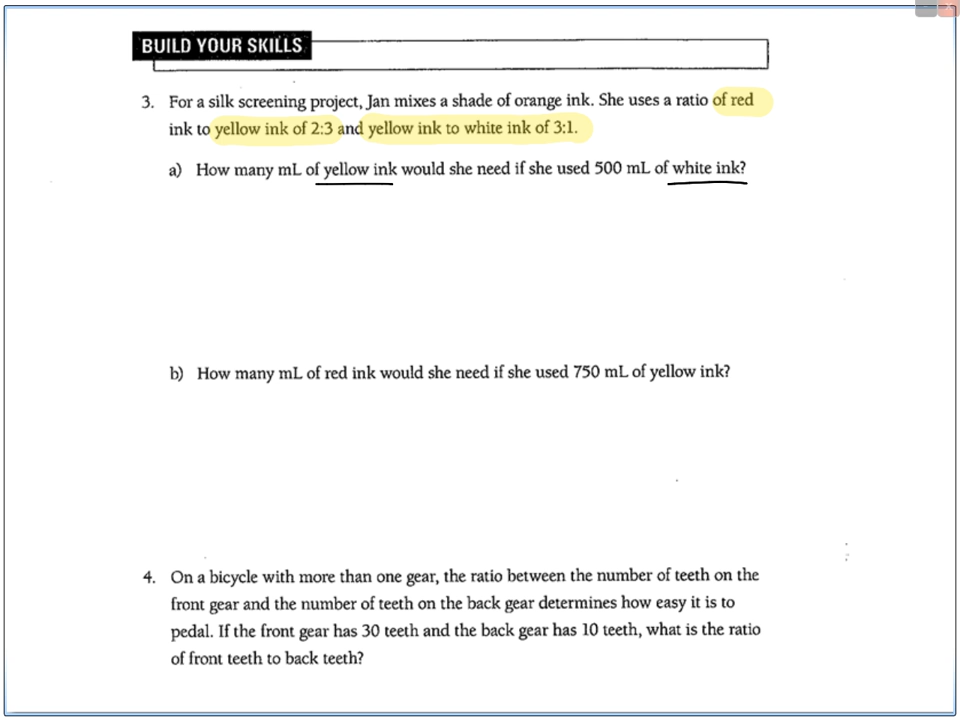 BUILD YOUR SKILLS
3. For a silk screening project, Jan mixes a shade of orange ink. She uses a ratio of red
ink to yellow ink of 2:3 and yellow ink to white ink of 3:1.
a) How many mL of yellow ink would she need if she used 500 mL of white ink?
b) How many mL of red ink would she need if she used 750 mL of yellow ink?
4. On a bicycle with more than one gear, the ratio between the number of teeth on the
front gear and the number of teeth on the back gear determines how easy it is to
pedal. If the front gear has 30 teeth and the back gear has 10 teeth, what is the ratio
of front teeth to back teeth?